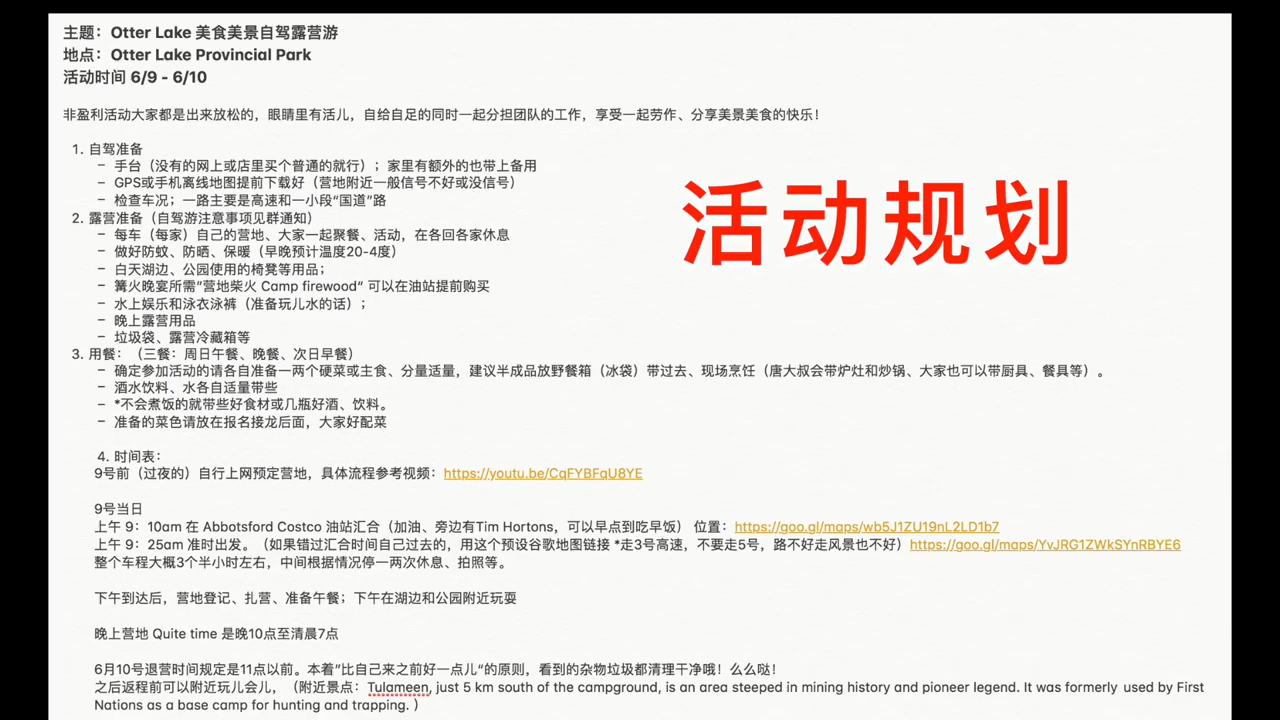 主题：Otter Lake 美食美景自驾露营游
地点：Otter Lake Provincial Park
活动时间 6/9 - 6/10
非盈利活动大家都是出来放松的，眼睛里有活儿，自给自足的同时一起分担团队的工作，享受一起劳作、分享美景美食的快乐！
1. 自驾准备
– 手台（没有的网上或店里买个普通的就行）；家里有额外的也带上备用
– GPS或手机离线地图提前下载好（营地附近一般信号不好或没信号）
– 检查车况；一路主要是高速和一小段“国道”路
活动规划
2. 露营准备（自驾游注意事项见群通知）
– 每车（每家）自己的营地、大家一起聚餐、活动，在各回各家休息
– 做好防蚊、防晒、保暖（早晚预计温度20-4度）
– 白天湖边、公园使用的椅凳等用品；
– 篝火晚宴所需”营地柴火 Camp firewood“ 可以在油站提前购买
– 水上娱乐和泳衣泳裤（准备玩儿水的话）；
– 晚上露营用品
– 垃圾袋、露营冷藏箱等
3. 用餐：（三餐：周日午餐、晚餐、次日早餐）
– 确定参加活动的请各自准备一两个硬菜或主食、分量适量，建议半成品放野餐箱（冰袋）带过去、现场烹饪（唐大叔会带炉灶和炒锅、大家也可以带厨具、餐具等）。
– 酒水饮料、水各自适量带些
– *不会煮饭的就带些好食材或几瓶好酒、饮料。
– 准备的菜色请放在报名接龙后面，大家好配菜
4. 时间表：
9号前（过夜的）自行上网预定营地，具体流程参考视频：https://youtu.be/CqFYBFqU8YE
9号当日
上午 9：10am 在 Abbotsford Costco 油站汇合（加油、旁边有Tim Hortons，可以早点到吃早饭） 位置：https://goo.gl/maps/wb5J1ZU19nL2LD1b7
上午 9：25am 准时出发。（如果错过汇合时间自己过去的，用这个预设谷歌地图链接 *走3号高速，不要走5号，路不好走风景也不好）https://goo.gl/maps/YvJRG1ZWkSYnRBYE6
整个车程大概3个半小时左右，中间根据情况停一两次休息、拍照等。
下午到达后，营地登记、扎营、准备午餐；下午在湖边和公园附近玩耍
晚上营地 Quite time 是晚10点至清晨7点
6月10号退营时间规定是11点以前。本着”比自己来之前好一点儿“的原则，看到的杂物垃圾都清理干净哦！么么哒！
之后返程前可以附近玩儿会儿，（附近景点：Tulameen, just 5 km south of the campground, is an area steeped in mining history and pioneer legend. It was formerly used by First
Nations as a base camp for hunting and trapping. ）